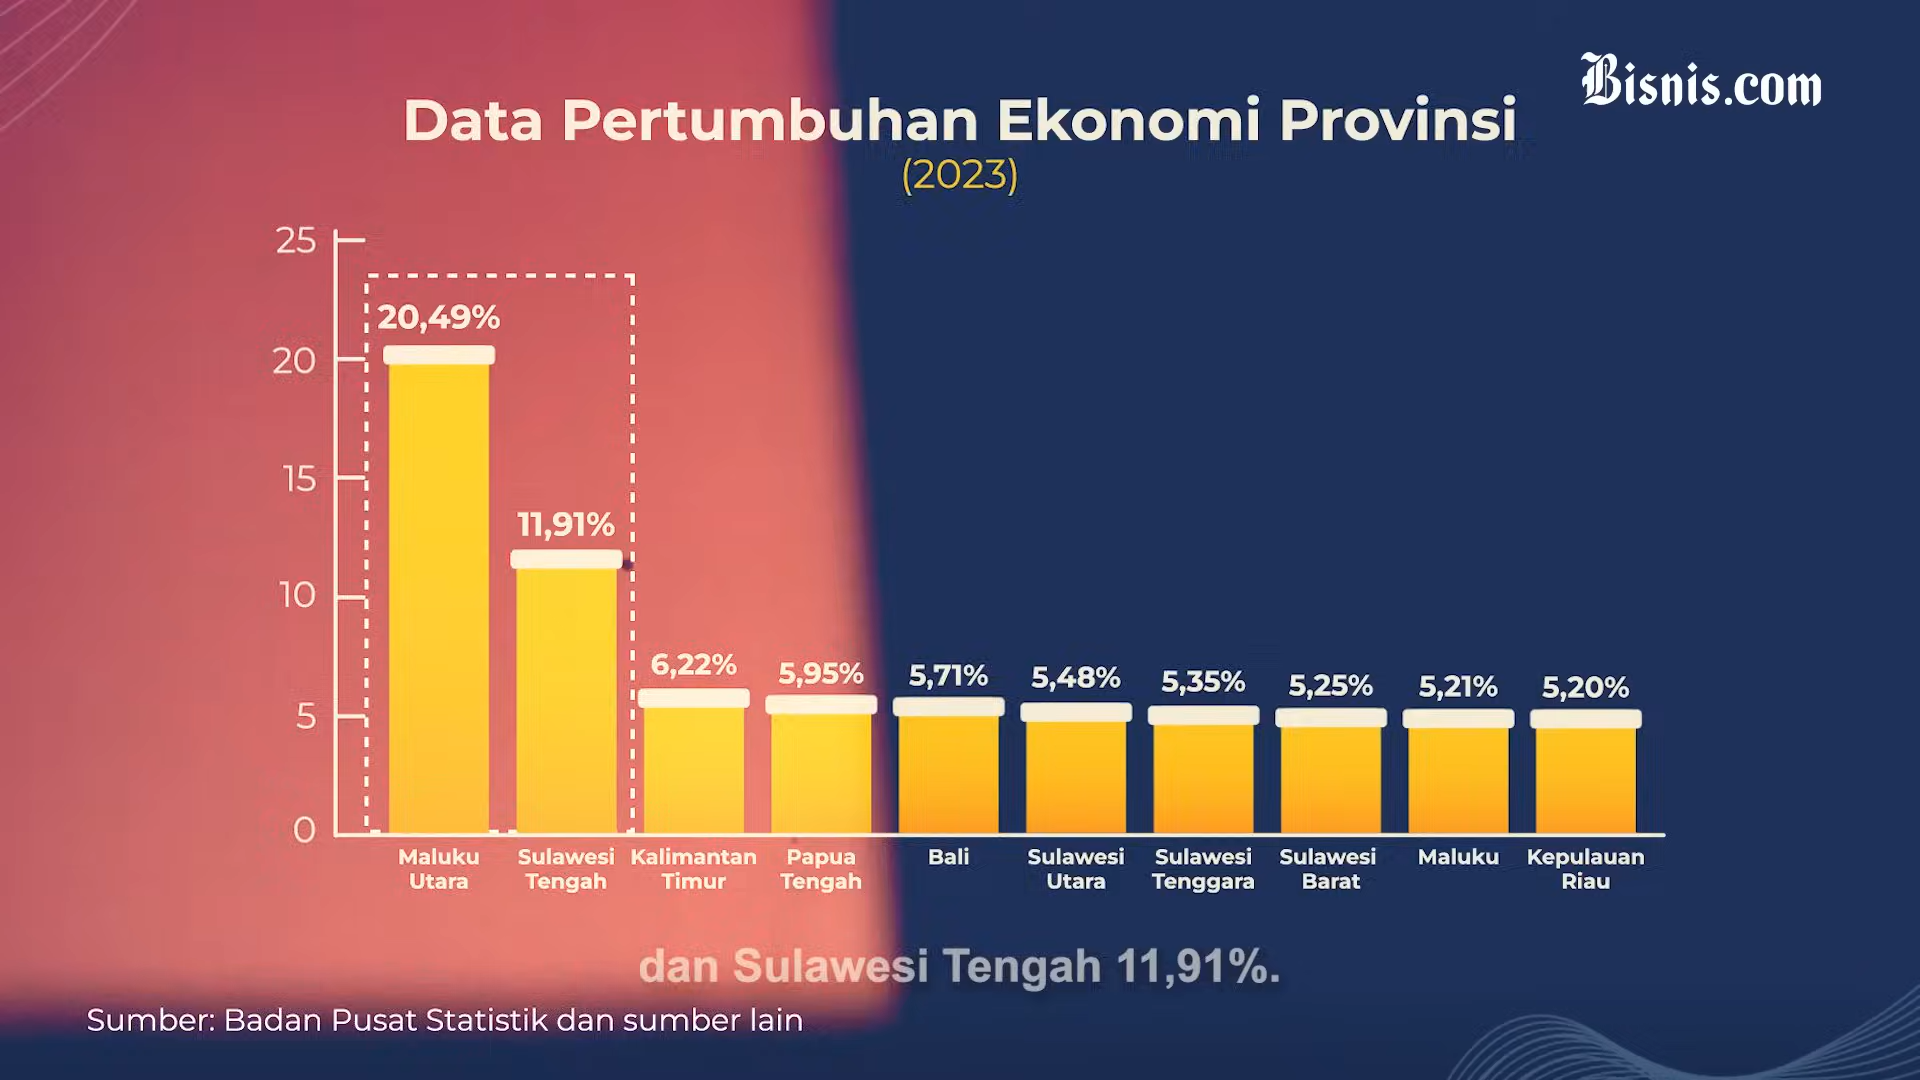 Bisnis.com
Data Pertumbuhan Ekonomi Provinsi
(2023)
25
20
15
10
5
0
20,49%
11,91%
6,22%
5,95%
5,71%
5,48%
5,35%
5,25%
5,21%
5,20%
Maluku
Utara
Sulawesi
Tengah
Kalimantan
Timur
Papua
Tengah
Bali
Sulawesi
Utara
Sulawesi
Tenggara
Sulawesi
Barat
Maluku
Kepulauan
Riau
dan Sulawesi Tengah 11,91%.
Sumber: Badan Pusat Statistik dan sumber lain